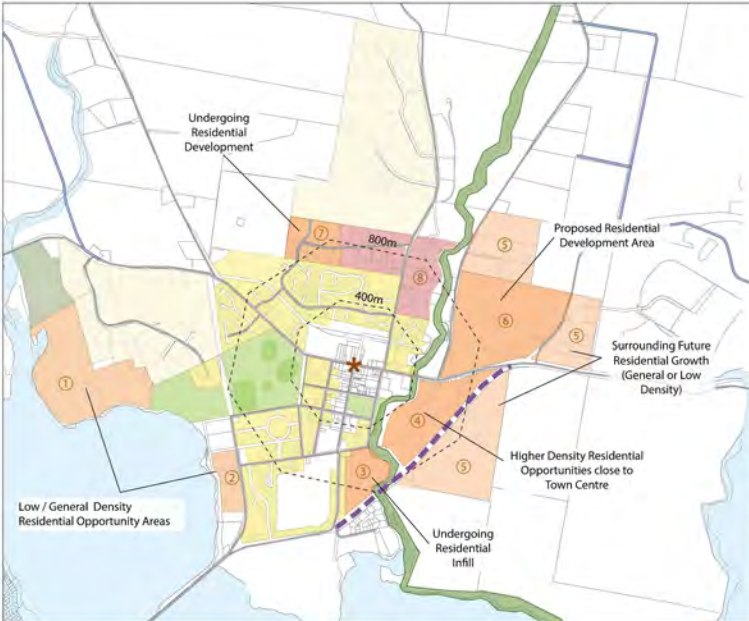 Undergoing
Residential
Development
⑦
800m
⑤
Proposed Residential
Development Area
⑧
400m
⑥
⑤
Surrounding Future
Residential Growth
(General or Low
Density)
①
④
Higher Density Residential
Opportunities close to
Town Centre
②
③
⑤
Low / General Density
Residential Opportunity Areas
Undergoing
Residential
Infill